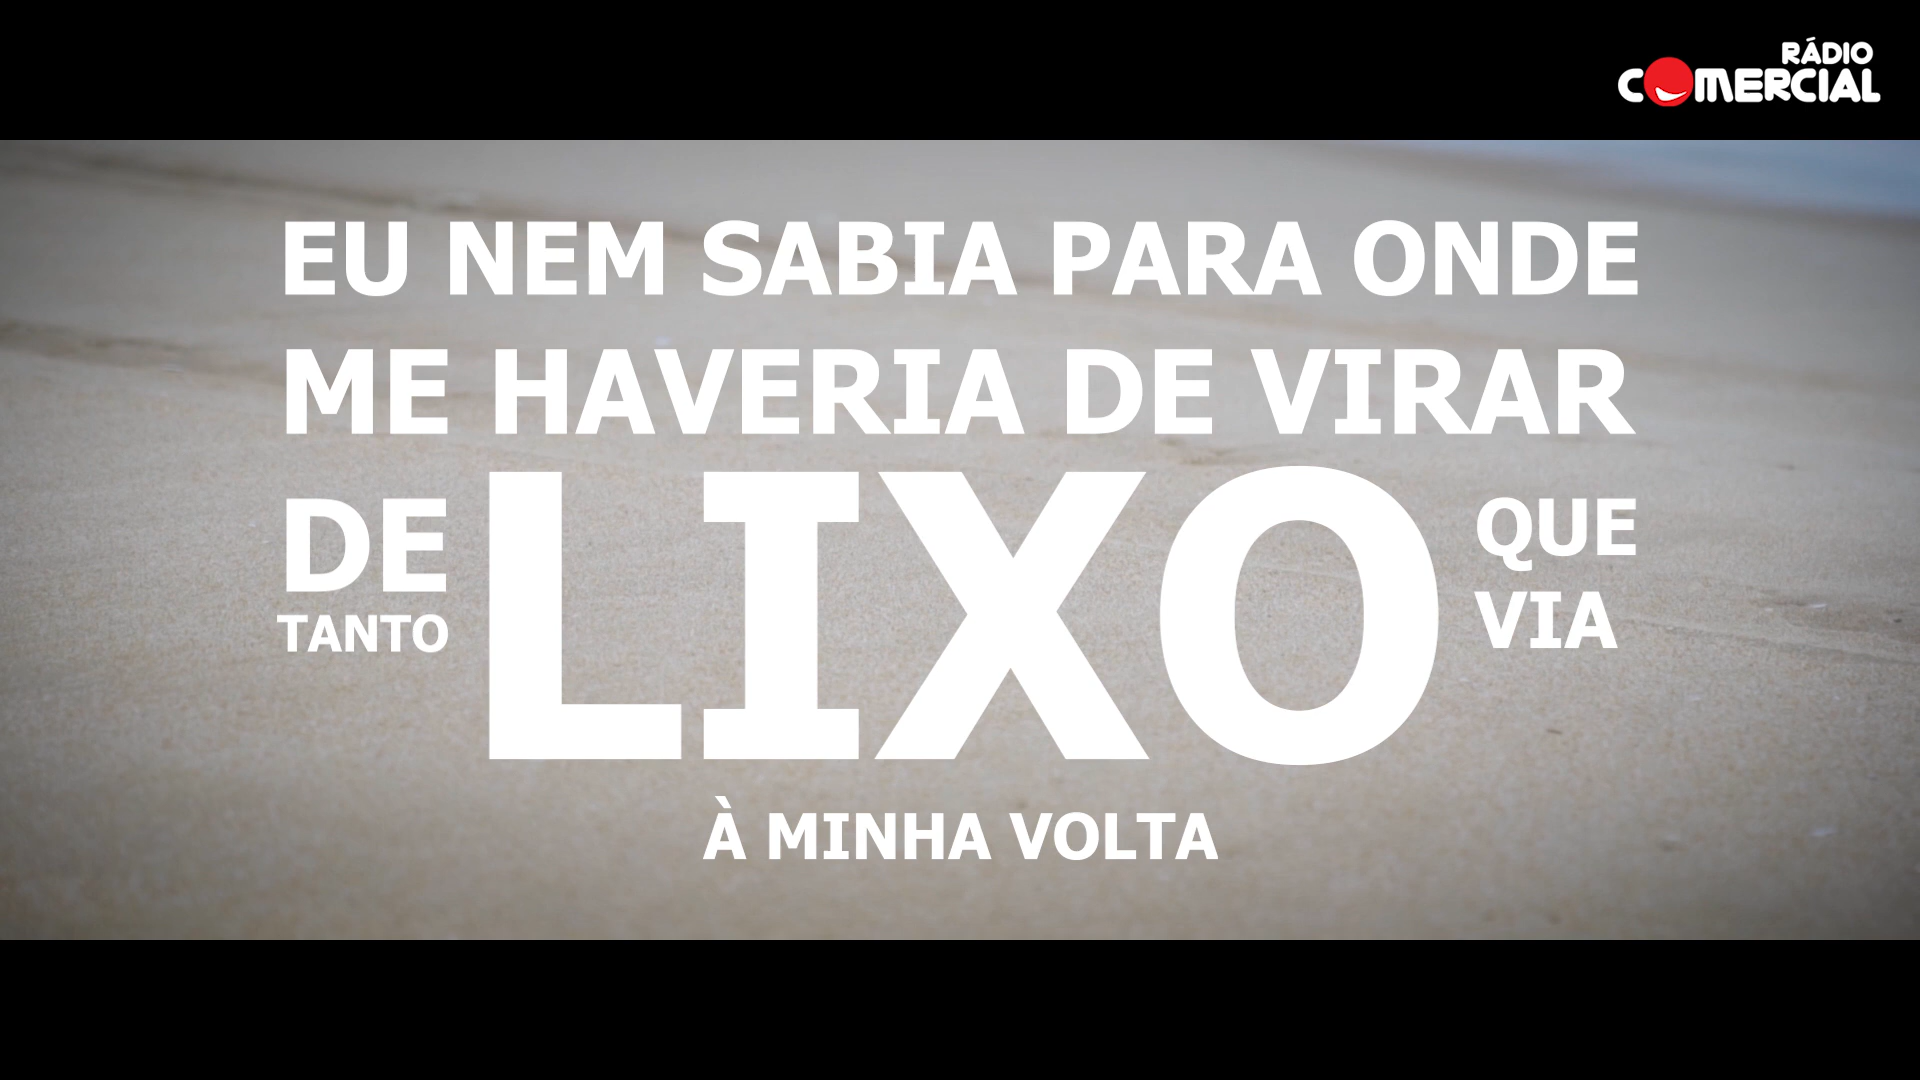 RÁDIO
COMERCIAL
EU NEM SABIA PARA ONDE
ME HAVERIA DE VIRAR
DE
TANTO
LIXO
QUE
VIA
À MINHA VOLTA